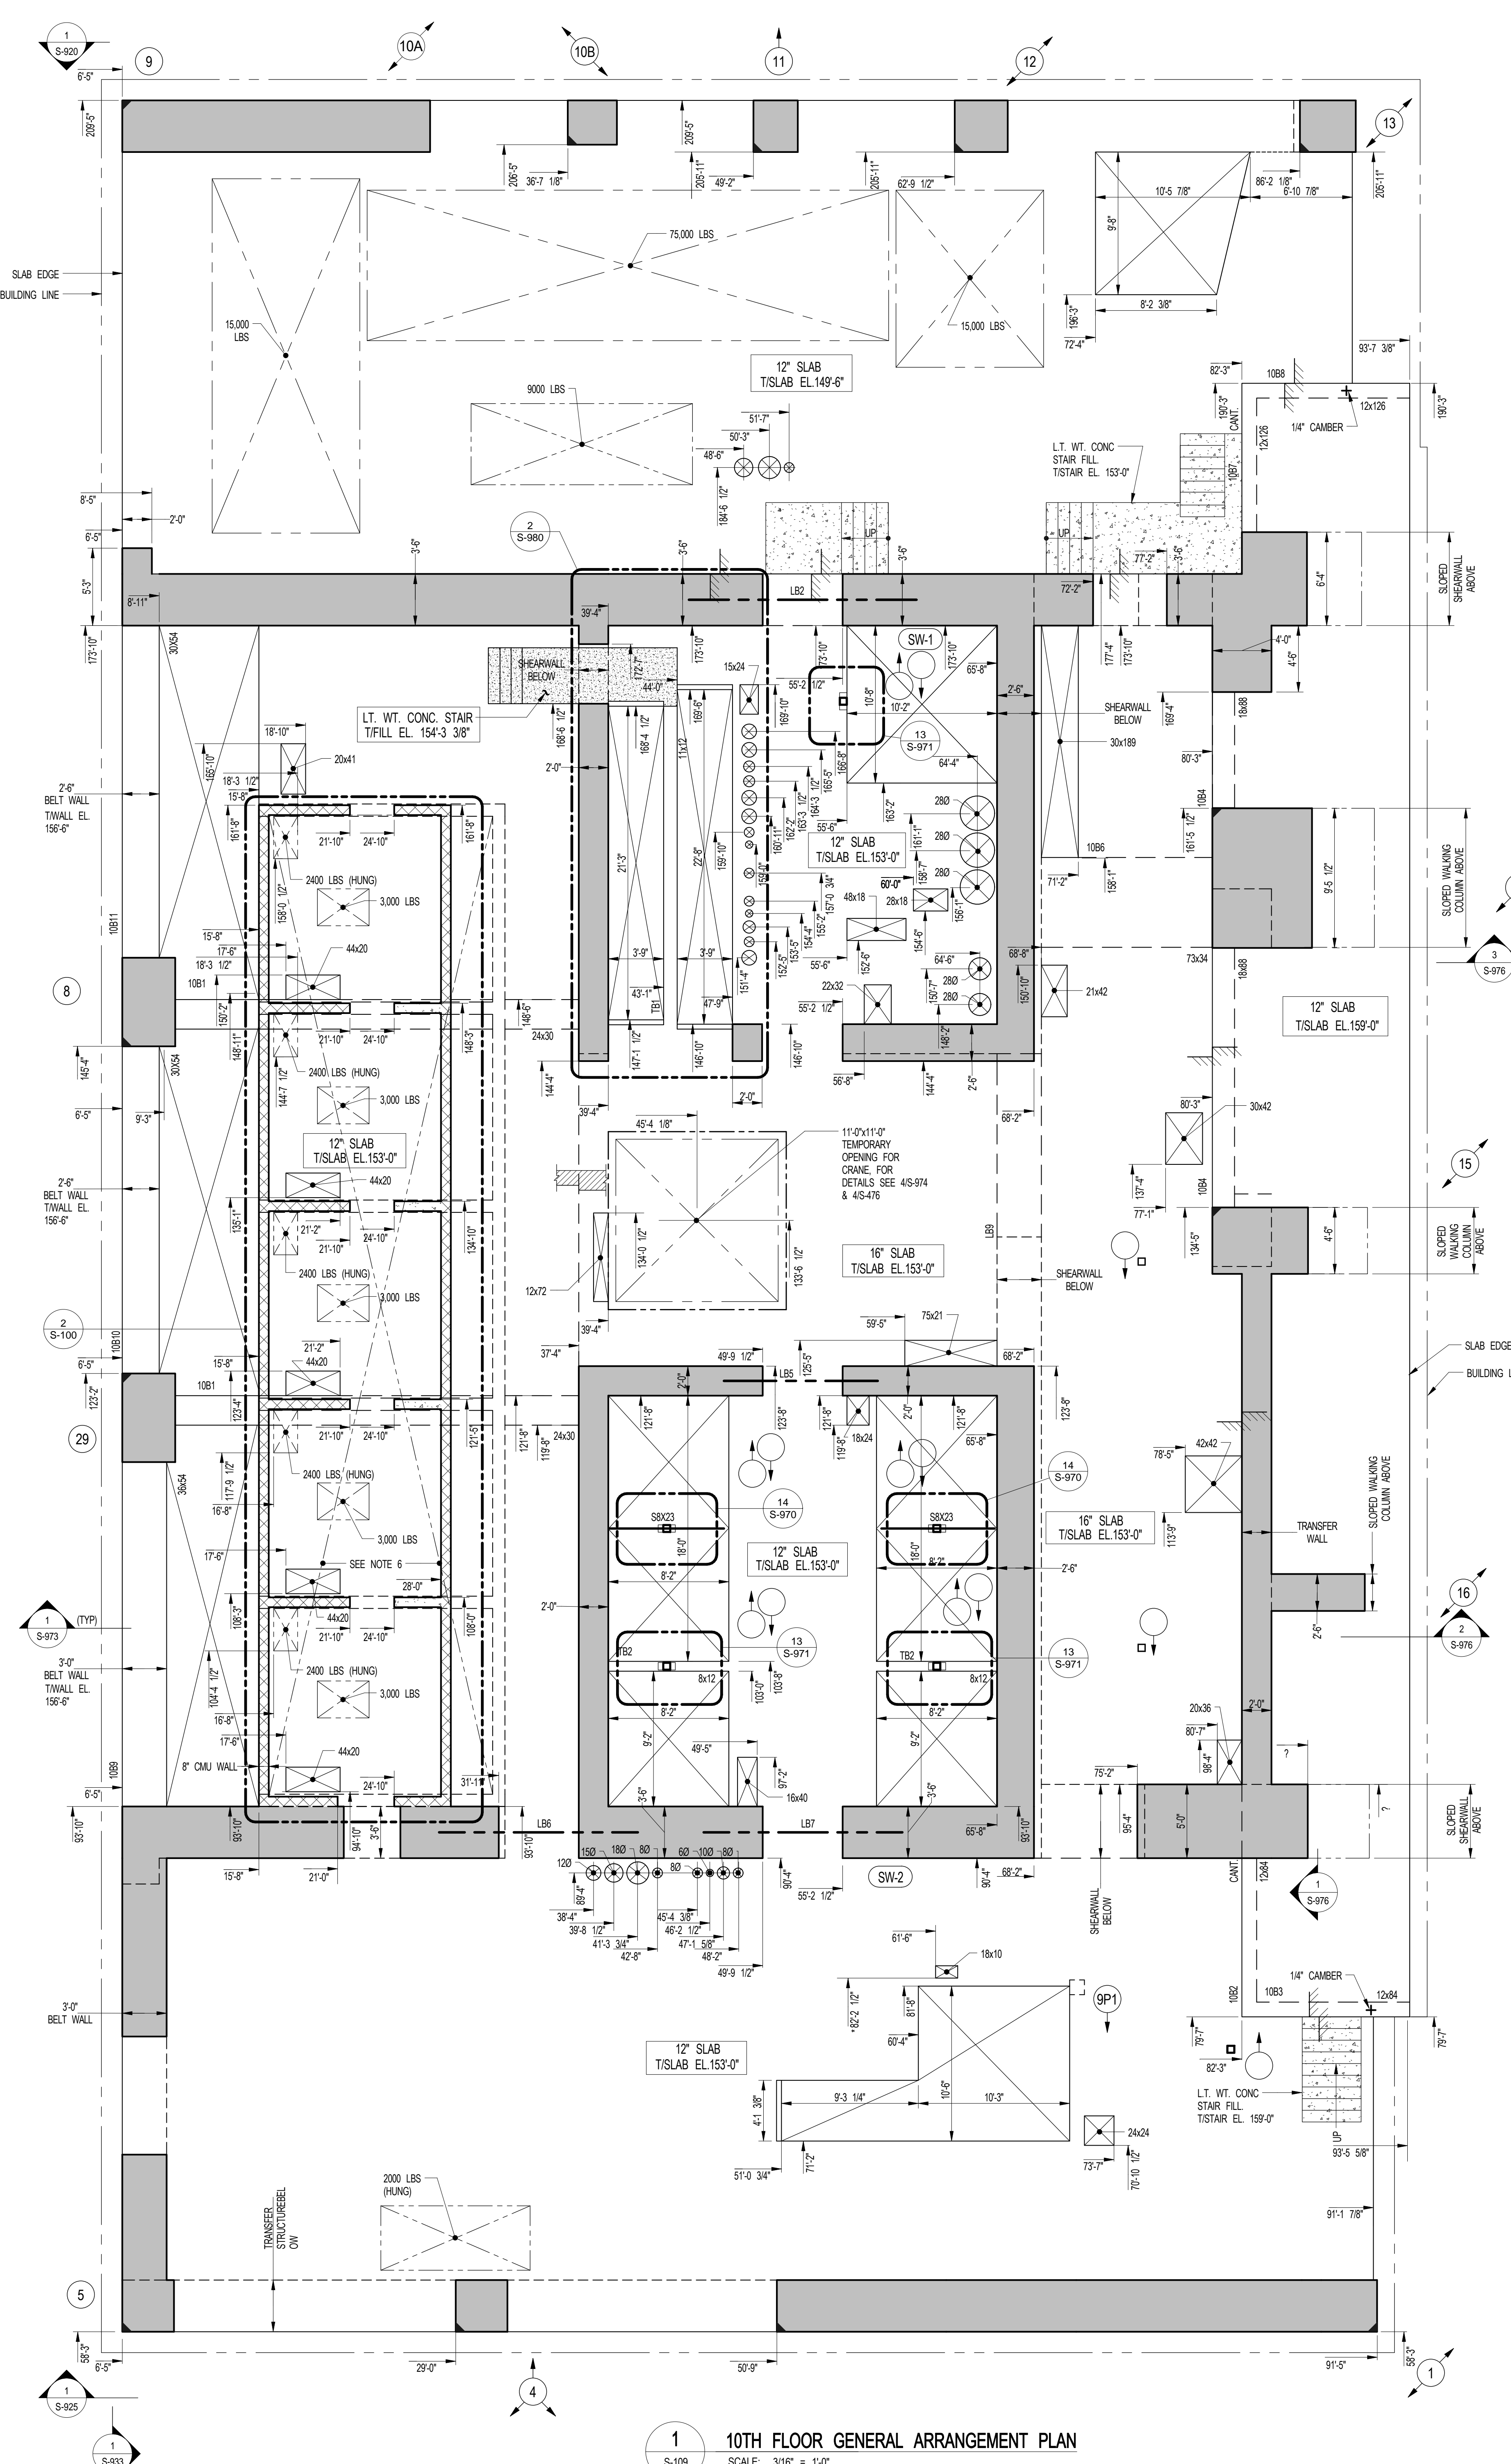 1
S-920
9
10A
10B
11
12
13
6'-5"
209'-5"
206'-5"
36'-7 1/8"
209'-5"
205'-11"
49'-2"
205'-11"
62'-9 1/2"
86'-2 1/8"
205'-11"
10'-5 7/8"
6'-10 7/8"
9'-8"
8'-2 3/8"
196'-3"
72'-4"
93'-7 3/8"
SLAB EDGE
BUILDING LINE
15,000
LBS
75,000 LBS
15,000 LBS
9000 LBS
12" SLAB
T/SLAB EL.149'-6"
51'-7"
50'-3"
48'-6"
184'-6 1/2"
82'-3"
190'-3"
CANT.
10B8
12x126
1/4" CAMBER
12x126
190'-3"
10B7
L.T. WT. CONC
STAIR FILL.
T/STAIR EL. 153'-0"
8'-5"
2'-0"
6'-5"
5'-3"
8'-11"
173'-10"
3'-6"
2
S-980
3'-6"
UP
3'-6"
UP
77'-2"
3'-6"
LB2
72'-2"
6'-4"
SLOPED
SHEARWALL
ABOVE
39'-4"
SHEARWALL
BELOW
172'-7"
44'-0"
173'-10"
73'-10"
SW-1
173'-10"
65'-8"
2'-6"
177'-4"
173'-10"
4'-0"
4'-6"
169'-4"
18x88
30X54
LT. WT. CONC. STAIR
T/FILL EL. 154'-3 3/8"
168'-6 1/2"
168'-4 1/2"
169'-6"
11x12
15x24
169'-10"
55'-2 1/2"
10'-8"
10'-2"
13
S-971
64'-4"
SHEARWALL
BELOW
30x189
80'-3"
10B4
18'-10"
20x41
165'-10"
18'-3 1/2"
15'-8"
161'-8"
2'-6"
BELT WALL
T/WALL EL.
156'-6"
21'-10"
24'-10"
161'-8"
2'-0"
2400 LBS (HUNG)
3,000 LBS
158'-0 1/2"
21'-3"
22'-8"
166'-8"
165'-5"
164'-3 1/2"
163'-3 1/2"
162'-2"
160'-11"
159'-10"
159'-0"
157'-0 3/4"
155'-2"
154'-4"
153'-5"
152'-5"
151'-4"
55'-6"
163'-2"
12" SLAB
T/SLAB EL.153'-0"
28Ø
28Ø
28Ø
161'-1"
158'-7"
156'-1"
60'-0"
28x18
154'-6"
48x18
55'-6"
152'-6"
10B6
71'-2"
158'-1"
161'-5 1/2"
9'-5 1/2"
SLOPED WALKING
COLUMN ABOVE
3
S-976
73x34
18x88
10B11
15'-8"
17'-6"
18'-3 1/2"
44x20
10B1
150'-2"
148'-11"
8
145'-4"
30X54
3'-9"
3'-9"
43'-1"
TB1
47'-9"
64'-6"
28Ø
28Ø
150'-7"
148'-2"
22x32
55'-2 1/2"
68'-8"
150'-10"
21x42
12" SLAB
T/SLAB EL.159'-0"
148'-6"
24x30
148'-3"
21'-10"
24'-10"
147'-1 1/2"
146'-10"
146'-10"
144'-4"
56'-8"
144'-4"
2'-6"
2'-0"
68'-2"
2400 LBS (HUNG)
144'-7 1/2"
3,000 LBS
6'-5"
9'-3"
39'-4"
45'-4 1/8"
11'-0"x11'-0"
TEMPORARY
OPENING FOR
CRANE, FOR
DETAILS SEE 4/S-974
& 4/S-476
80'-3"
30x42
137'-4"
77'-1"
10B4
134'-5"
15
12" SLAB
T/SLAB EL.153'-0"
44x20
2'-6"
BELT WALL
T/WALL EL.
156'-6"
135'-1"
21'-2"
21'-10"
24'-10"
134'-10"
134'-0 1/2"
133'-6 1/2"
12x72
39'-4"
LB9
4'-6"
SLOPED
WALKING
COLUMN
ABOVE
16" SLAB
T/SLAB EL.153'-0"
SHEARWALL
BELOW
2400 LBS (HUNG)
3,000 LBS
2
S-100
10B10
6'-5"
123'-2"
15'-8"
10B1
123'-4"
21'-2"
44x20
37'-4"
59'-5"
75x21
125'-5"
49'-9 1/2"
LB5
68'-2"
2'-0"
2'-0"
121'-8"
123'-8"
121'-8"
119'-8"
18x24
121'-8"
65'-8"
123'-8"
SLAB EDGE
29
21'-10"
24'-10"
121'-5"
121'-8"
119'-8"
24x30
36x54
117'-9 1/2"
16'-8"
2400 LBS (HUNG)
3,000 LBS
17'-6"
SEE NOTE 6
28'-0"
14
S-970
14
S-970
S8X23
S8X23
18'-0"
18'-0"
8'-2"
8'-2"
12" SLAB
T/SLAB EL.153'-0"
16" SLAB
T/SLAB EL.153'-0"
78'-5"
42x42
113'-9"
TRANSFER
WALL
SLOPED WALKING
COLUMN ABOVE
2'-6"
2'-0"
2'-6"
16
2
S-976
1
S-973
(TYP)
108'-3"
44x20
21'-10"
24'-10"
108'-0"
3'-0"
BELT WALL
T/WALL EL.
156'-6"
2400 LBS (HUNG)
3,000 LBS
104'-4 1/2"
16'-8"
17'-6"
44x20
8" CMU WALL
24'-10"
31'-11"
10B9
6'-5"
TB2
TB2
13
S-971
13
S-971
8x12
8x12
103'-0"
103'-8"
8'-2"
8'-2"
9'-2"
9'-2"
49'-5"
97'-2"
16x40
20x36
80'-7"
98'-4"
2'-0"
?
75'-2"
93'-10"
93'-10"
94'-10"
3'-6"
93'-10"
LB6
3'-6"
LB7
3'-6"
65'-8"
93'-10"
95'-4"
5'-0"
?
SLOPED
SHEARWALL
ABOVE
15'-8"
21'-0"
12Ø
15Ø
18Ø
8Ø
8Ø
6Ø
10Ø
8Ø
89'-4"
38'-4"
39'-8 1/2"
41'-3 3/4"
42'-8"
45'-4 3/8"
46'-2 1/2"
47'-1 5/8"
48'-2"
49'-9 1/2"
90'-4"
55'-2 1/2"
SW-2
90'-4"
68'-2"
SHEARWALL
BELOW
CANT.
12x84
1
S-976
61'-6"
18x10
*82'-2 1/2"
81'-8"
60'-4"
9P1
10B2
10B3
1/4" CAMBER
12x84
79'-7"
82'-3"
79'-7"
3'-0"
BELT WALL
12" SLAB
T/SLAB EL.153'-0"
4'-1 3/8"
9'-3 1/4"
10'-6"
10'-3"
51'-0 3/4"
71'-2"
24x24
73'-7"
70'-10 1/2"
L.T. WT. CONC
STAIR FILL.
T/STAIR EL. 159'-0"
UP
93'-5 5/8"
91'-1 7/8"
2000 LBS
(HUNG)
TRANSFER
STRUCTUREBEL
OW
5
58'-3"
6'-5"
29'-0"
50'-9"
91'-5"
58'-3"
1
S-925
4
1
1
S-933
1
S-109
10TH FLOOR GENERAL ARRANGEMENT PLAN
SCALE: 3/16" = 1'-0"